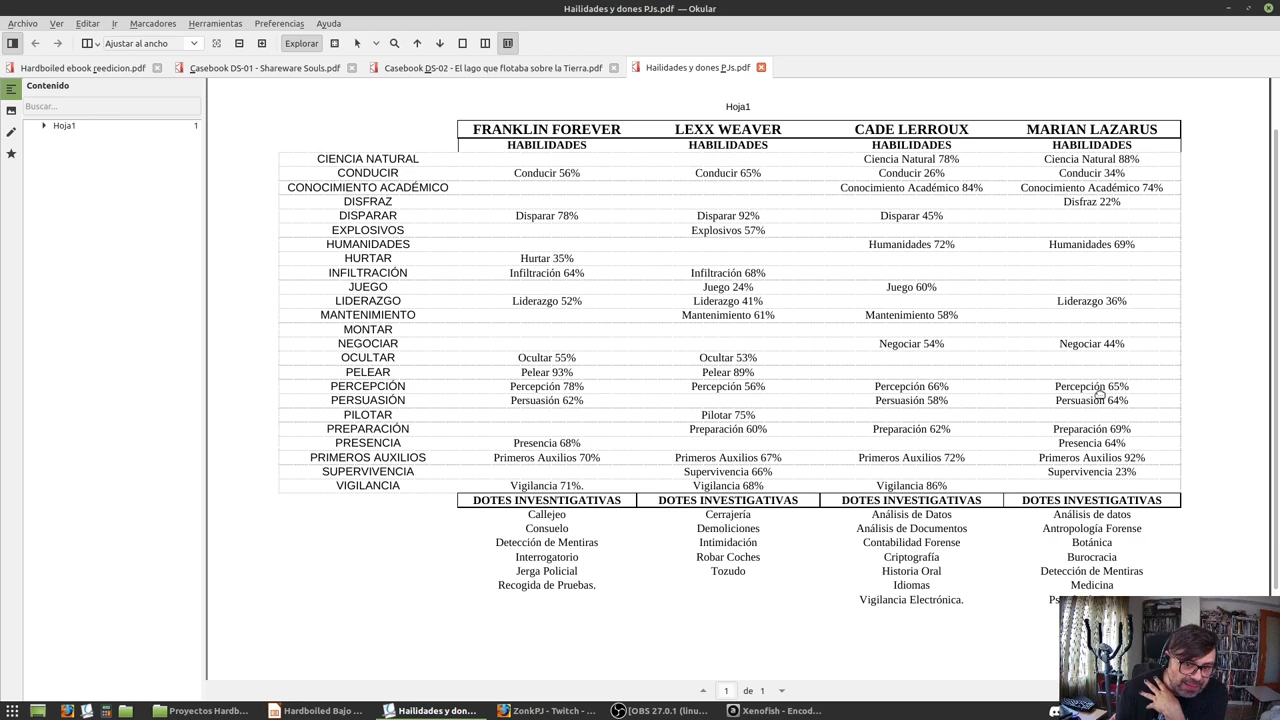 Hailidades y dones PJs.pdf — Okular
Archivo Ver Editar Ir Marcadores Herramientas Preferencias Ayuda
Ajustar al ancho Explorar
Hardboiled ebook reedicion.pdf Casebook DS-01 - Shareware Souls.pdf Casebook DS-02 - El lago que flotaba sobre la Tierra.pdf Hailidades y dones PJs.pdf
Contenido
Buscar...
Hoja1 1
Hoja1
FRANKLIN FOREVER LEXX WEAVER CADE LERROUX MARIAN LAZARUS
HABILIDADES HABILIDADES HABILIDADES HABILIDADES
CIENCIA NATURAL Ciencia Natural 78% Ciencia Natural 88%
CONDUCIR Conducir 56% Conducir 65% Conducir 26% Conducir 34%
CONOCIMIENTO ACADÉMICO Conocimiento Académico 84% Conocimiento Académico 74%
DISFRAZ Disfraz 22%
DISPARAR Disparar 78% Disparar 92% Disparar 45%
EXPLOSIVOS Explosivos 57%
HUMANIDADES Humanidades 72% Humanidades 69%
HURTAR Hurtar 35%
INFILTRACIÓN Infiltración 64% Infiltración 68%
JUEGO Juego 24% Juego 60%
LIDERAZGO Liderazgo 52% Liderazgo 41% Liderazgo 36%
MANTENIMIENTO Mantenimiento 61% Mantenimiento 58%
MONTAR
NEGOCIAR Negociar 54% Negociar 44%
OCULTAR Ocultar 55% Ocultar 53%
PELEAR Pelear 93% Pelear 89%
PERCEPCIÓN Percepción 78% Percepción 56% Percepción 66% Percepción 65%
PERSUASIÓN Persuasión 62% Persuasión 58% Persuasión 64%
PILOTAR Pilotar 75%
PREPARACIÓN Preparación 60% Preparación 62% Preparación 69%
PRESENCIA Presencia 68% Presencia 64%
PRIMEROS AUXILIOS Primeros Auxilios 70% Primeros Auxilios 67% Primeros Auxilios 72% Primeros Auxilios 92%
SUPERVIVENCIA Supervivencia 66% Supervivencia 23%
VIGILANCIA Vigilancia 71%. Vigilancia 68% Vigilancia 86%
DOTES INVESNTIGATIVAS DOTES INVESTIGATIVAS DOTES INVESTIGATIVAS DOTES INVESTIGATIVAS
Callejeo Cerrajería Análisis de Datos Análisis de datos
Consuelo Demoliciones Análisis de Documentos Antropología Forense
Detección de Mentiras Intimidación Contabilidad Forense Botánica
Interrogatorio Robar Coches Criptografía Burocracia
Jerga Policial Tozudo Historia Oral Detección de Mentiras
Recogida de Pruebas. Idiomas Medicina
Vigilancia Electrónica.
1 de 1
Proyectos Hardb... Hardboiled Bajo ... Hailidades y don... ZonkPJ - Twitch - ... [OBS 27.0.1 (linu... Xenofish - Encod...